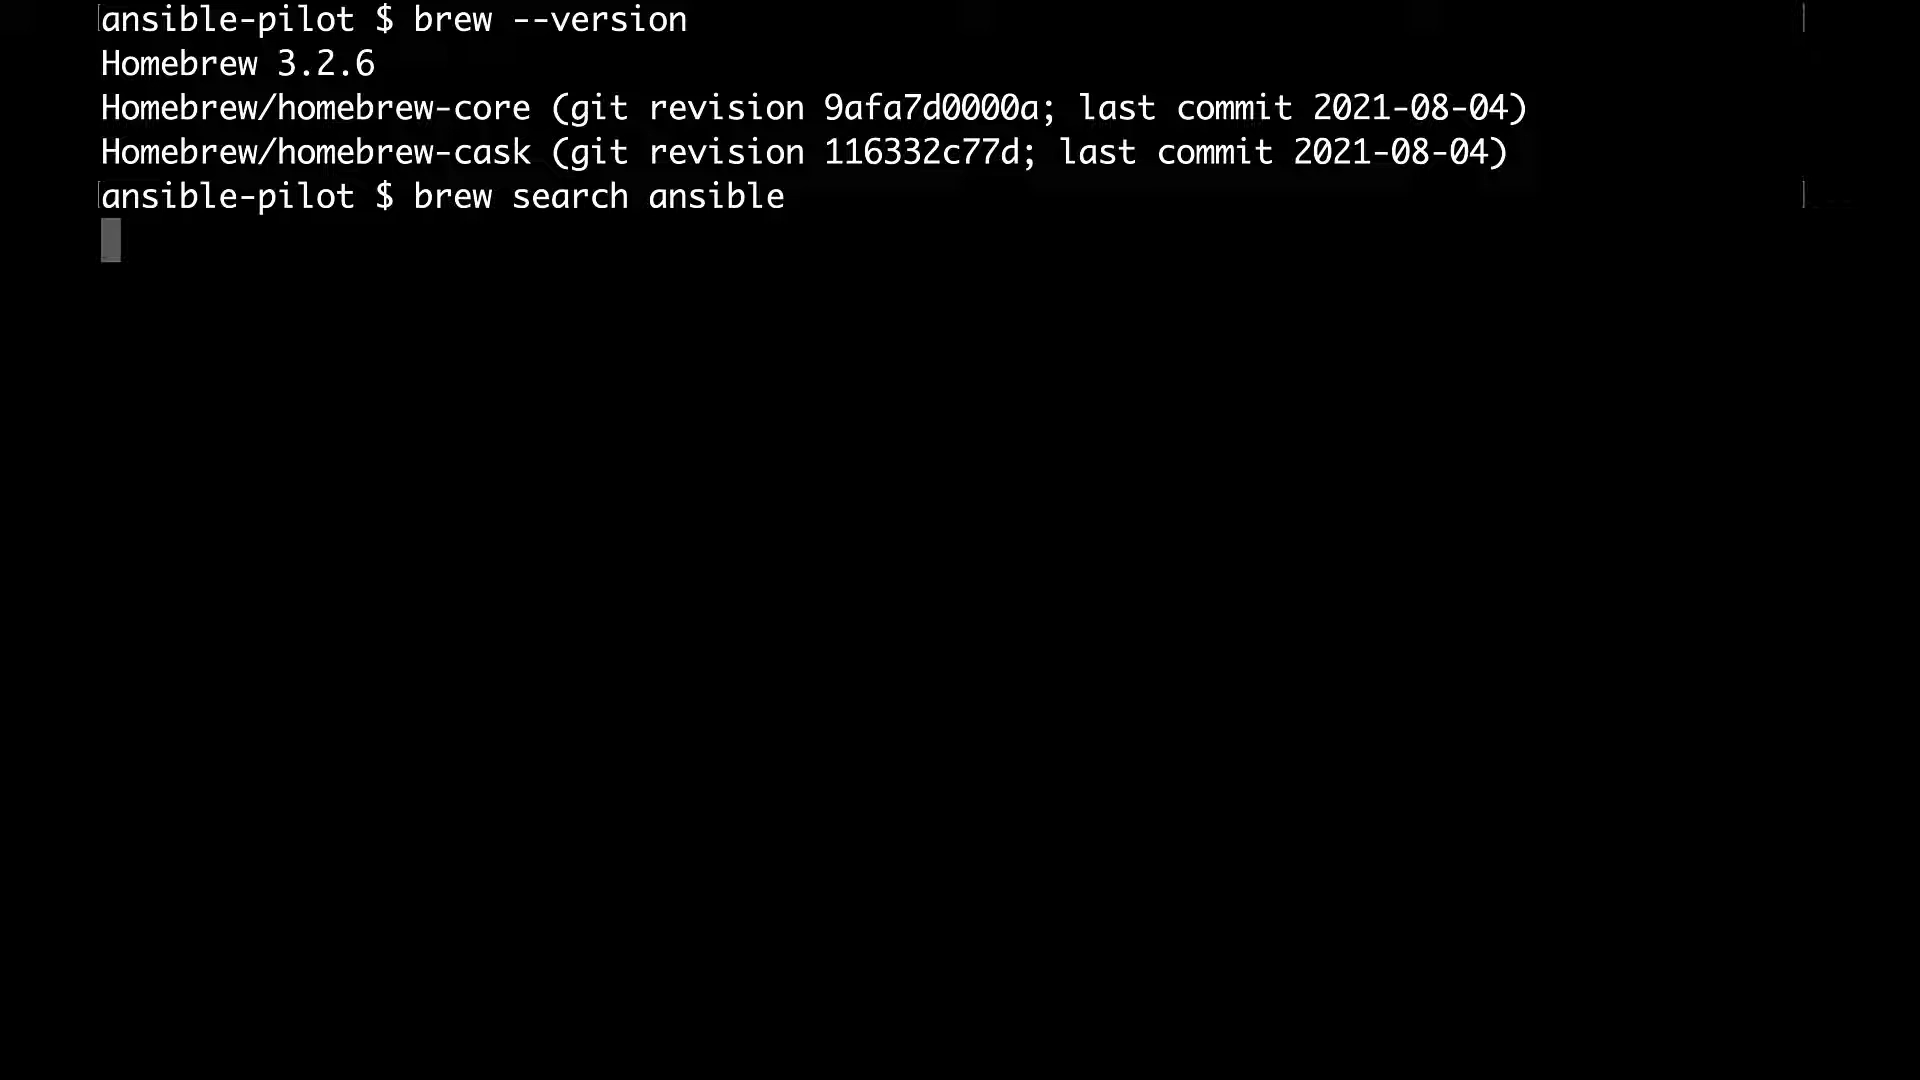 ansible-pilot $ brew --version
Homebrew 3.2.6
Homebrew/homebrew-core (git revision 9afa7d0000a; last commit 2021-08-04)
Homebrew/homebrew-cask (git revision 116332c77d; last commit 2021-08-04)
ansible-pilot $ brew search ansible